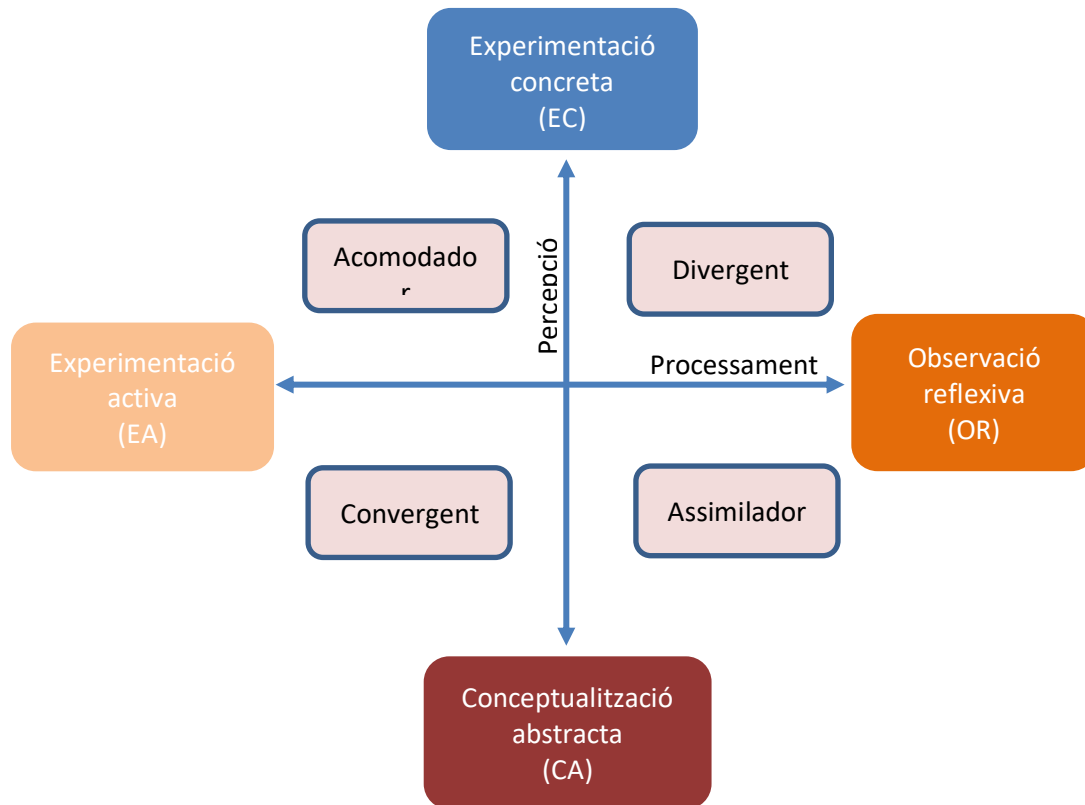 Experimentació
concreta
(EC)
Acomodado
r
Percepció
Divergent
Experimentació
activa
(EA)
Processament
Observació
reflexiva
(OR)
Convergent
Assimilador
Conceptualització
abstracta
(CA)